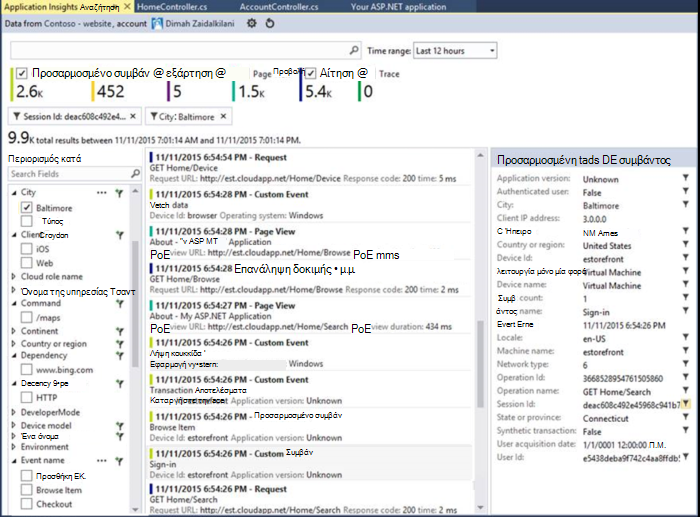 Application Insights Αναζήτηση HomeController.cs AccountController.cs Your ASP.NET application
Data from Contoso - website, account Dimah Zaidalkilani
Time range: Last 12 hours
Προσαρμοσμένο συμβάν @ εξάρτηση @ Page Προβολή Αίτηση @ Trace
2.6K 452 5 1.5K 5.4K 0
Session Id: deac608c492e4... × City: Baltimore ×
9.9K total results between 11/11/2015 7:01:14 AM and 11/11/2015 7:01:14 PM.
Περιορισμός κατά
Search Fields
City ...
Baltimore
Τύπος
Croydon
iOS
Web
Cloud role name
Όνομα της υπηρεσίας Τσαντ
Command
/maps
Continent
Country or region
Dependency
www.bing.com
HTTP
DeveloperMode
Device model
Ένα όνομα
Environment
Event name ...
Προσθήκη ΕΚ.
Browse Item
Checkout
11/11/2015 6:54:54 PM - Request
GET Home/Device
Request URL: http://est.cloudapp.net/Home/Device Response code: 200 time: 5 ms
11/11/2015 6:54:28 PM - Custom Event
Vetch data
Device Id: browser Operating system: Windows
11/11/2015 6:54:28 PM - Page View
About - "ν ASP MT Application
PoE view URL: http://est.cloudapp.net/Home/Browse PoE mms
11/11/2015 6:54:28 Επανάληψη δοκιμής • μ.μ
GET Home/Browse
Request URL: http://est.cloudapp.net/Home/Browse Response code: 200 time: 2 ms
11/11/2015 6:54:27 PM - Page View
About - My ASP.NET Application
PoE view URL: http://est.cloudapp.net/Home/Search PoE view duration: 434 ms
11/11/2015 6:54:26 PM - Custom Event
Λήψη κουκκίδα '
Εφαρμογή vy•stern: Windows
11/11/2015 6:54:26 PM - Custom Event
Transaction Αποτελέσματα
Device Id: estorefront Application version: Unknown
11/11/2015 6:54:26 PM - Προσαρμοσμένο συμβάν
Browse Item
Device Id: estorefront Application version: Unknown
11/11/2015 6:54:26 PM - Custom Συμβάν
Sign-in
Device Id: estorefront Application version: Unknown
11/11/2015 6:54:26 PM - Request
GET Home/Search
Request URL: http://est.cloudapp.net/Home/Search Response code: 200 time: 2 ms
Προσαρμοσμένη tads DE συμβάντος
Application version: Unknown
Authenticated user: False
City: Baltimore
Client IP address: 3.0.0.0
C Ήπειρο NM Ames
Country or region: United States
Device Id: estorefront
λειτουργία μόνο μία φορά Virtual Machine
Device name: Virtual Machine
Συμβ count: 1
άντος name: Sign-in
Evert Erne 11/11/2015 6:54:26 PM
Locale: en-US
Machine name: estorefront
Network type: 6
Operation Id: 3668528954761505860
Operation name: GET Home/Search
Session Id: deac608c492e45968c941b7
State or province: Connecticut
Synthetic transaction: False
User acquisition date: 1/1/0001 12:00:00 Π.Μ.
User Id: e5438deba9f742c4aa8ffdb5